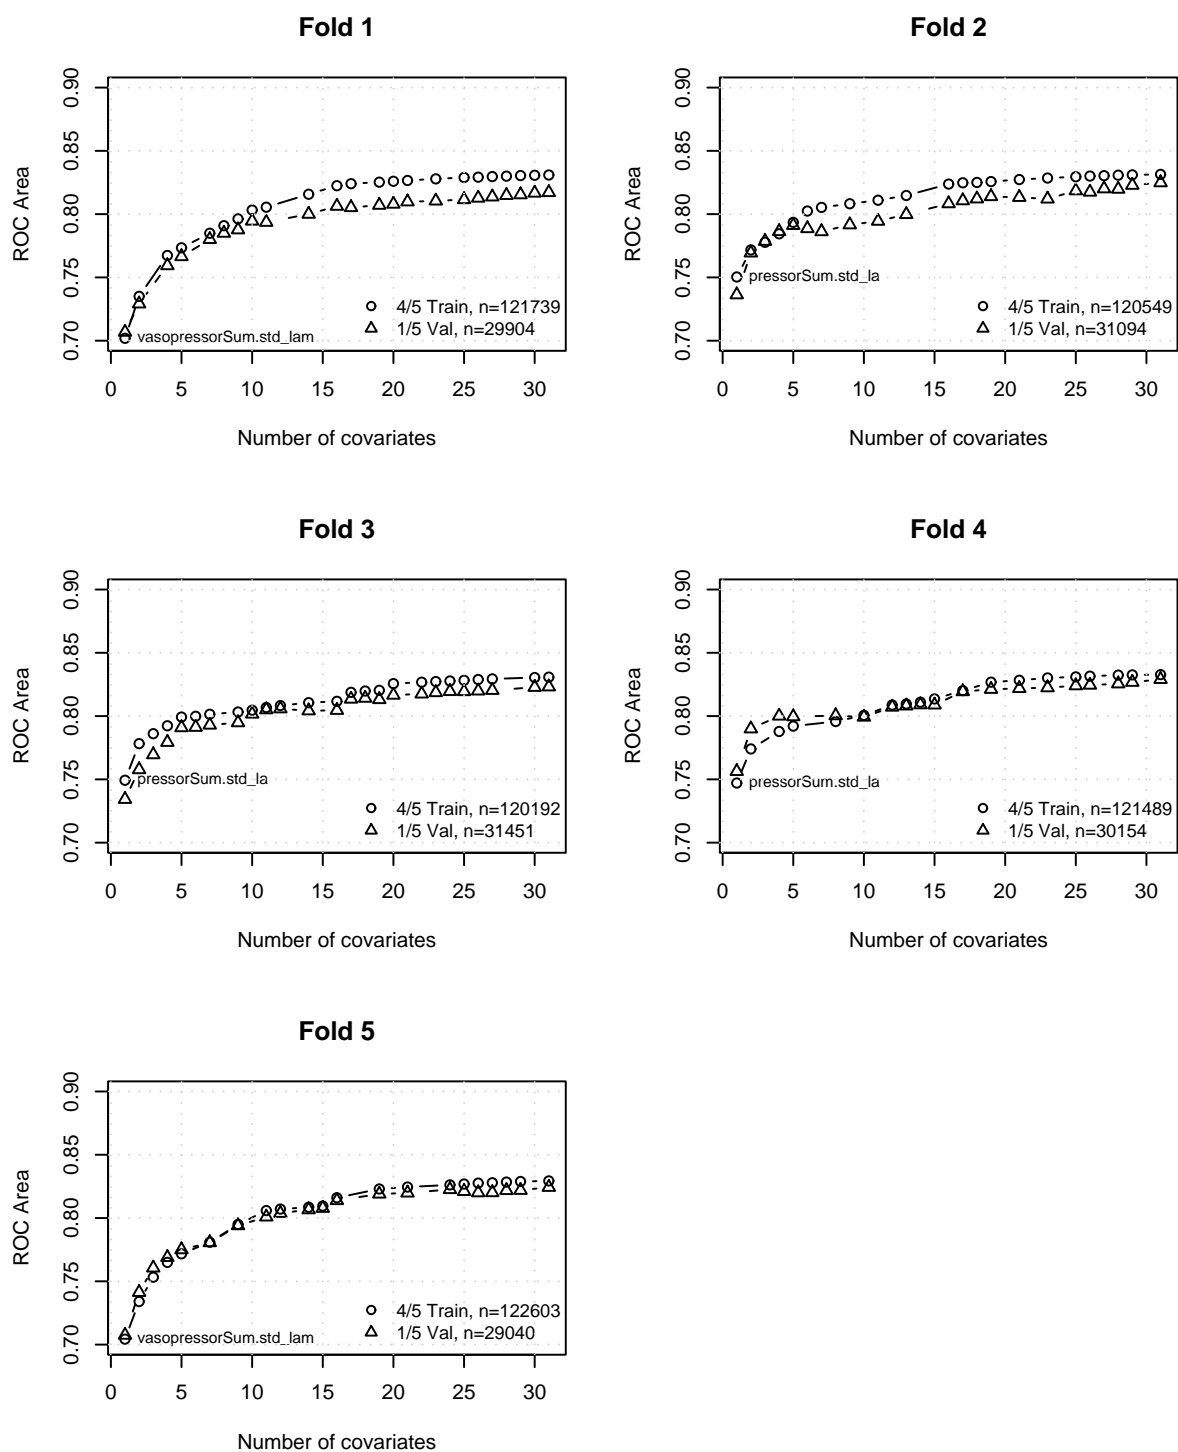 Fold 1
ROC Area
0.70 0.75 0.80 0.85 0.90
vasopressorSum.std_lam
4/5 Train, n=121739
1/5 Val, n=29904
0 5 10 15 20 25 30
Number of covariates
Fold 2
ROC Area
0.70 0.75 0.80 0.85 0.90
pressorSum.std_la
4/5 Train, n=120549
1/5 Val, n=31094
0 5 10 15 20 25 30
Number of covariates
Fold 3
ROC Area
0.70 0.75 0.80 0.85 0.90
pressorSum.std_la
4/5 Train, n=120192
1/5 Val, n=31451
0 5 10 15 20 25 30
Number of covariates
Fold 4
ROC Area
0.70 0.75 0.80 0.85 0.90
pressorSum.std_la
4/5 Train, n=121489
1/5 Val, n=30154
0 5 10 15 20 25 30
Number of covariates
Fold 5
ROC Area
0.70 0.75 0.80 0.85 0.90
vasopressorSum.std_lam
4/5 Train, n=122603
1/5 Val, n=29040
0 5 10 15 20 25 30
Number of covariates